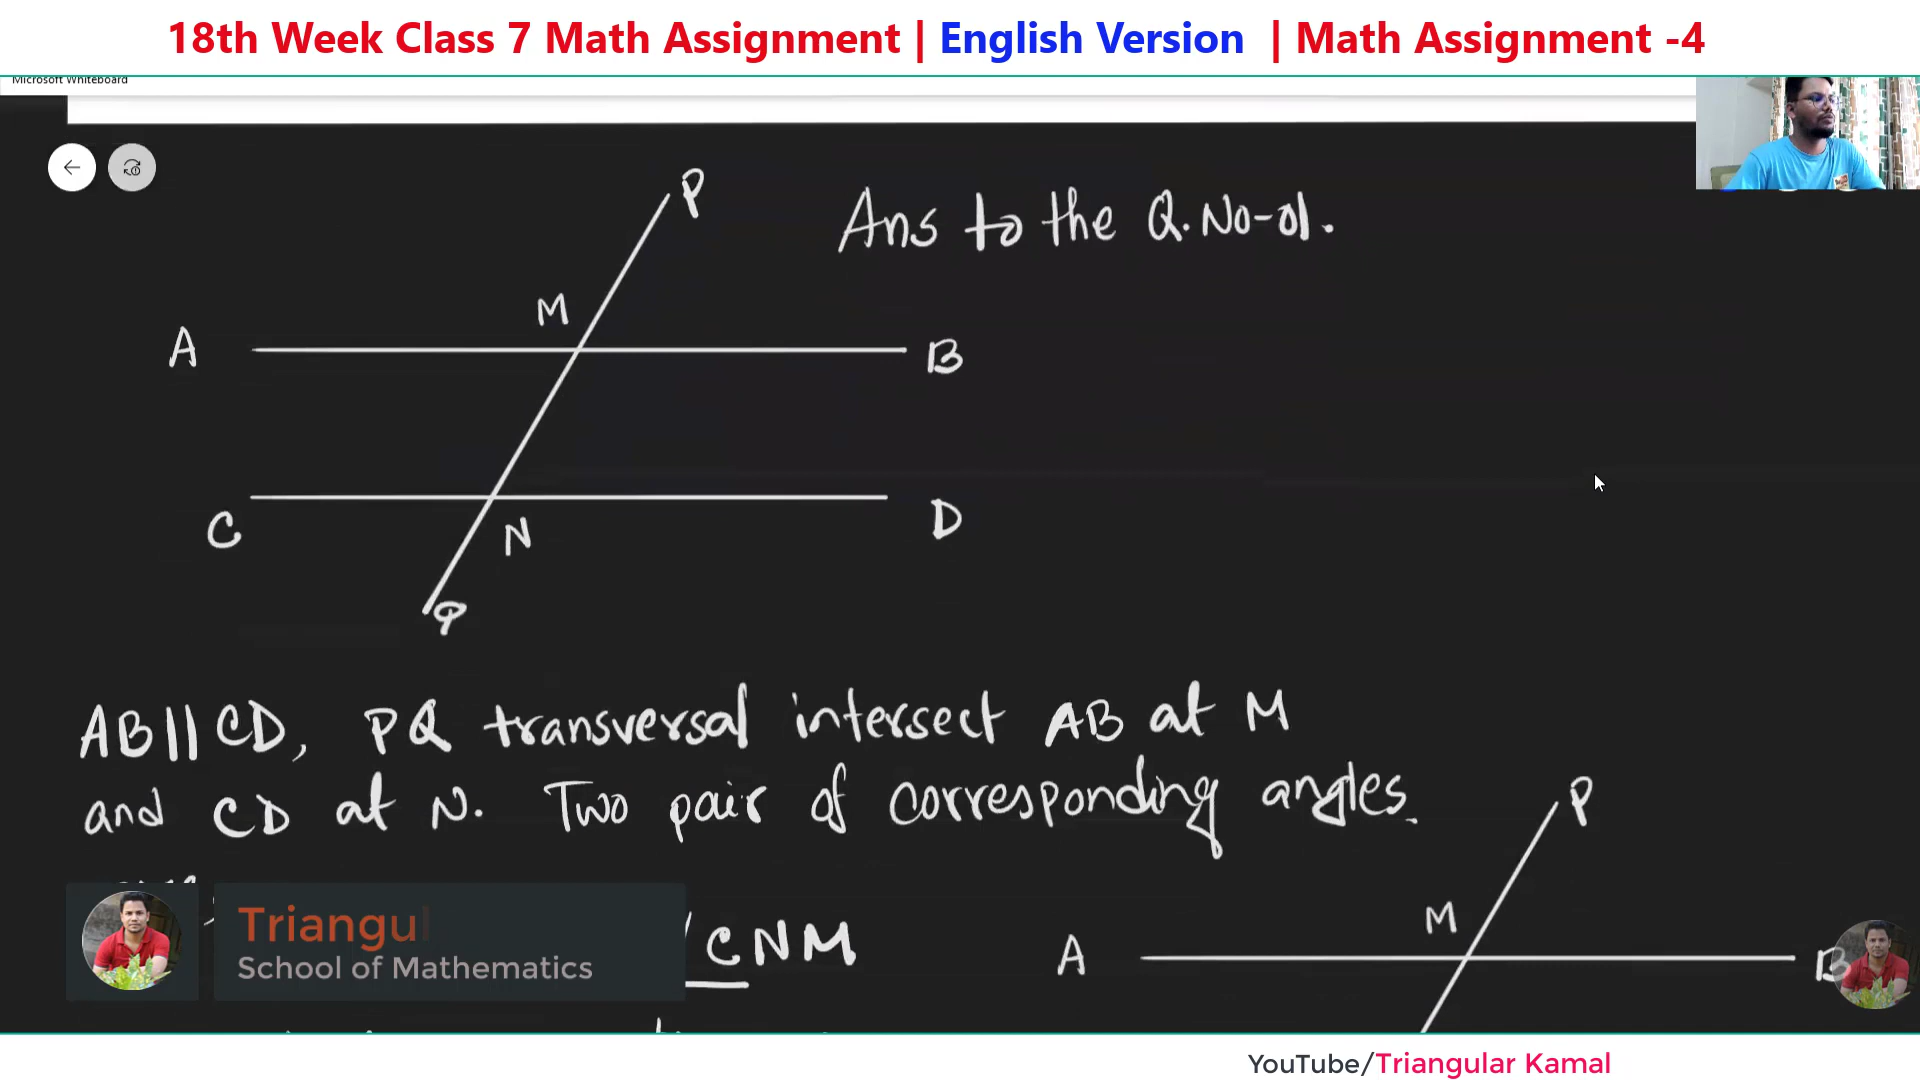 18th Week Class 7 Math Assignment | English Version | Math Assignment -4
Microsoft Whiteboard
P
Ans to the Q. No-01.
M
A
B
C
N
D
Q
AB||CD, PQ transversal intersect AB at M
and CD at N. Two pair of corresponding angles.
P
M
Triangul
School of Mathematics
CNM
A
B
YouTube/Triangular Kamal